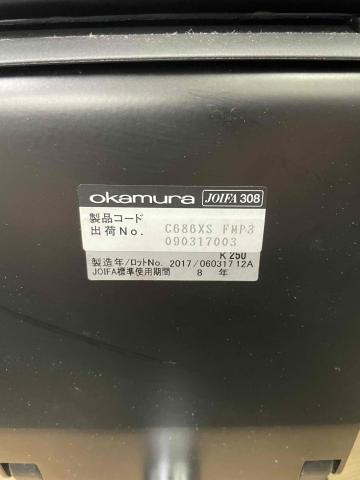 okamura JOIFA 308
製品コード C686XS FMP3
出荷No. 090317003
K250
製造年/ロットNo. 2017/06031712A
JOIFA標準使用期間 8 年